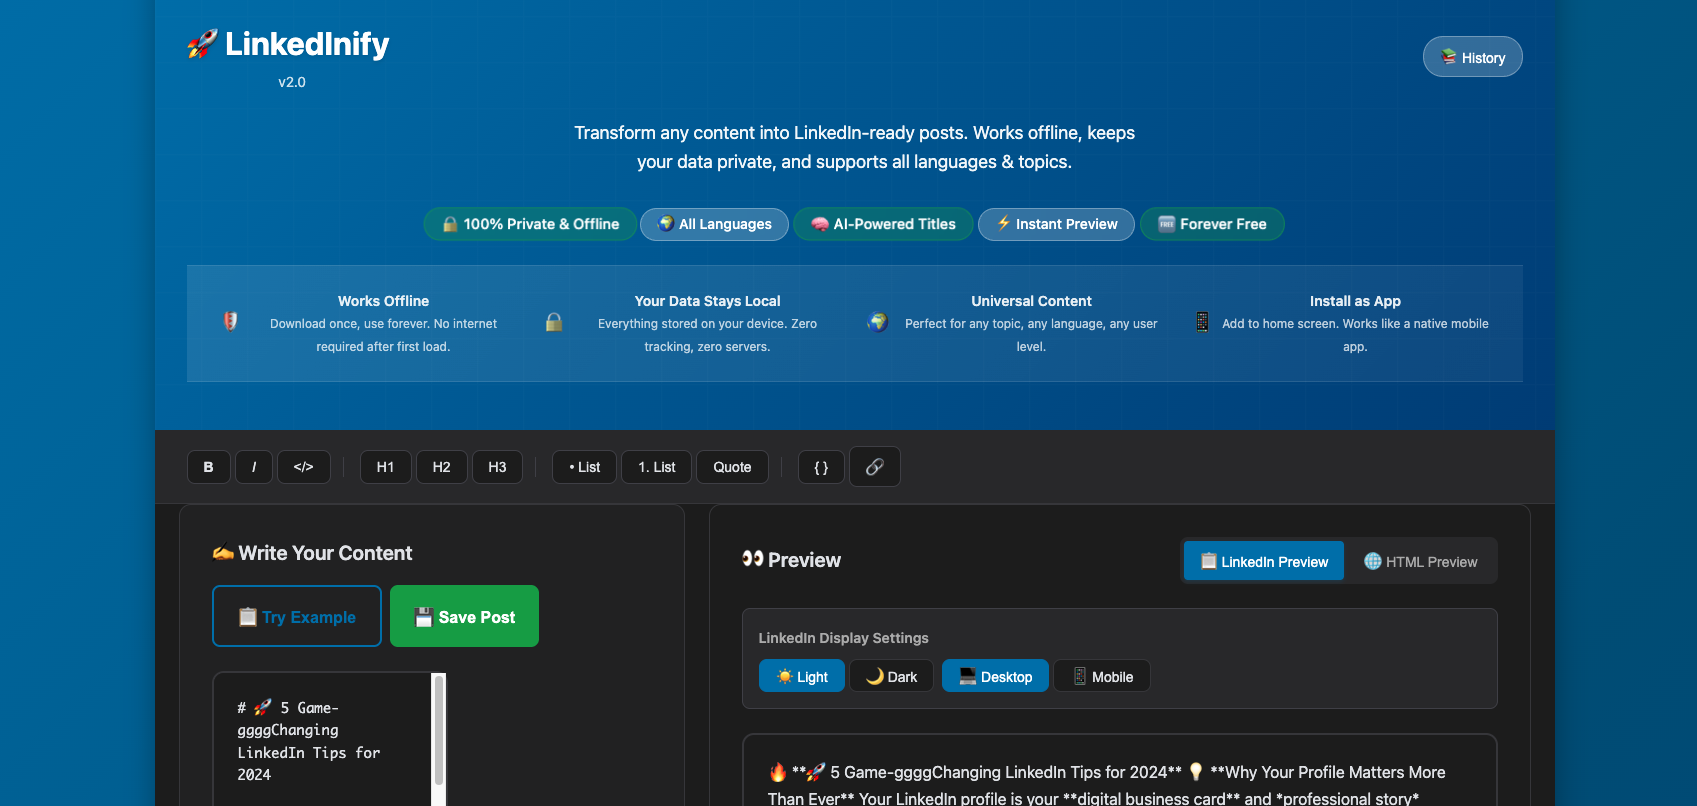 🚀 LinkedInify
v2.0
📚 History
Transform any content into LinkedIn-ready posts. Works offline, keeps
your data private, and supports all languages & topics.
🔒 100% Private & Offline 🌍 All Languages 🧠 AI-Powered Titles ⚡ Instant Preview 🆓 Forever Free
Works Offline
Download once, use forever. No internet
required after first load.
Your Data Stays Local
Everything stored on your device. Zero
tracking, zero servers.
Universal Content
Perfect for any topic, any language, any user
level.
Install as App
Add to home screen. Works like a native mobile
app.
B I </> H1 H2 H3 • List 1. List Quote { } 🔗
✍️ Write Your Content
📋 Try Example 💾 Save Post
# 🚀 5 Game-
ggggChanging
LinkedIn Tips for
2024
👀 Preview
📋 LinkedIn Preview 🌐 HTML Preview
LinkedIn Display Settings
☀️ Light 🌙 Dark 💻 Desktop 📱 Mobile
🔥 **🚀 5 Game-ggggChanging LinkedIn Tips for 2024** 💡 **Why Your Profile Matters More
Than Ever** Your LinkedIn profile is your **digital business card** and *professional story*